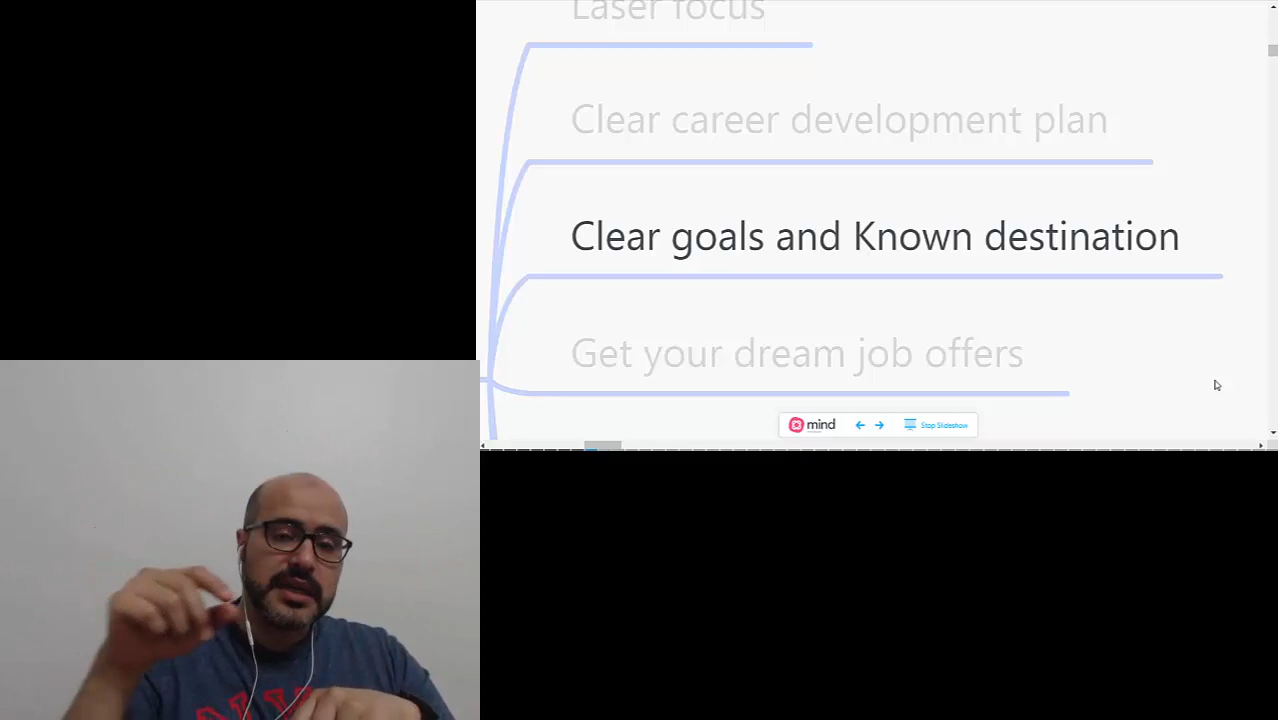 Laser focus
Clear career development plan
Clear goals and Known destination
Get your dream job offers
mind
Stop Slideshow